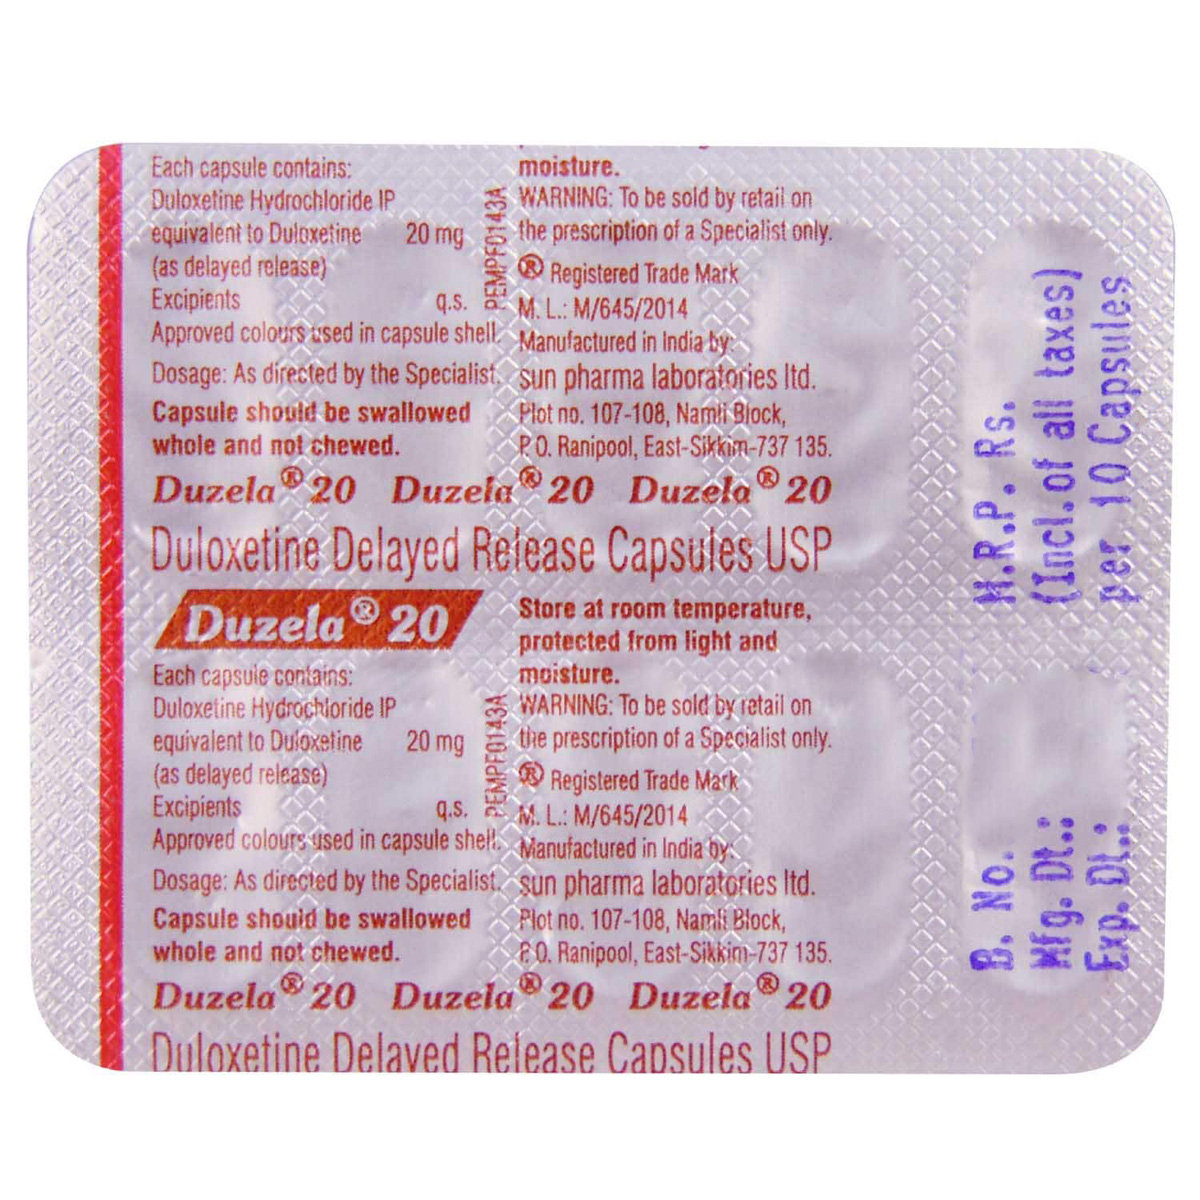 Each capsule contains:
Duloxetine Hydrochloride IP
equivalent to Duloxetine 20 mg
(as delayed release)
Excipients q.s.
Approved colours used in capsule shell.
Dosage: As directed by the Specialist.
Capsule should be swallowed
whole and not chewed.
PEMPF0143A
moisture.
WARNING: To be sold by retail on
the prescription of a Specialist only.
® Registered Trade Mark
M. L.: M/645/2014
Manufactured in India by:
sun pharma laboratories ltd.
Plot no. 107-108, Namli Block,
P.O. Ranipool, East-Sikkim-737 135.
Duzela® 20 Duzela® 20 Duzela® 20
Duloxetine Delayed Release Capsules USP
Duzela® 20
Each capsule contains:
Duloxetine Hydrochloride IP
equivalent to Duloxetine 20 mg
(as delayed release)
Excipients q.s.
Approved colours used in capsule shell.
Dosage: As directed by the Specialist.
Capsule should be swallowed
whole and not chewed.
PEMPF0143A
Store at room temperature,
protected from light and
moisture.
WARNING: To be sold by retail on
the prescription of a Specialist only.
® Registered Trade Mark
M. L.: M/645/2014
Manufactured in India by:
sun pharma laboratories ltd.
Plot no. 107-108, Namli Block,
P.O. Ranipool, East-Sikkim-737 135.
Duzela® 20 Duzela® 20 Duzela® 20
Duloxetine Delayed Release Capsules USP
M.R.P. Rs.
(Incl.of all taxes)
per 10 Capsules
B. No.
Mfg. Dt.:
Exp. Dt.: